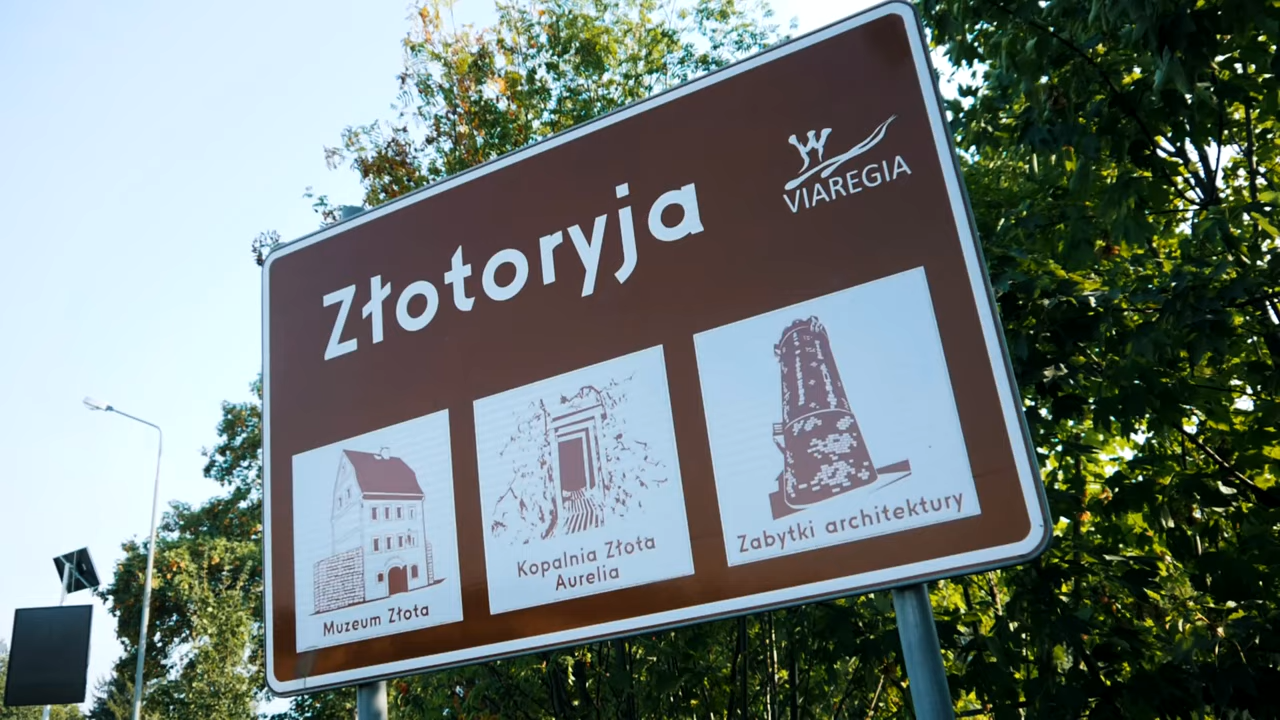 Złotoryja
VIAREGIA
Muzeum Złota
Kopalnia Złota
Aurelia
Zabytki architektury